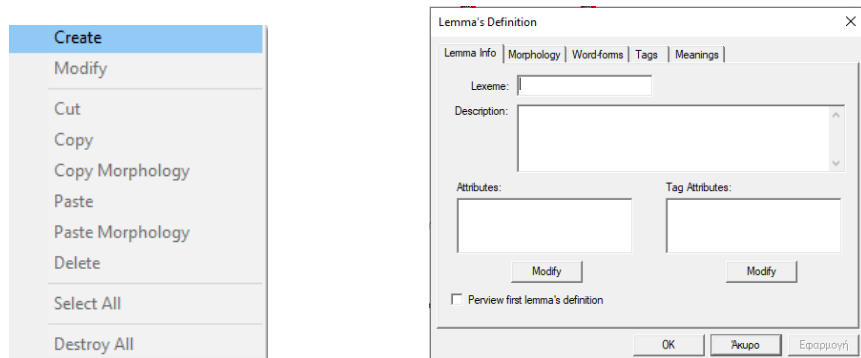 Create
Modify
Cut
Copy
Copy Morphology
Paste
Paste Morphology
Delete
Select All
Destroy All
Lemma's Definition
Lemma Info Morphology Word-forms Tags Meanings
Lexeme:
Description:
Attributes: Tag Attributes:
Modify Modify
Perview first lemma's definition
OK Άκυρο Εφαρμογή